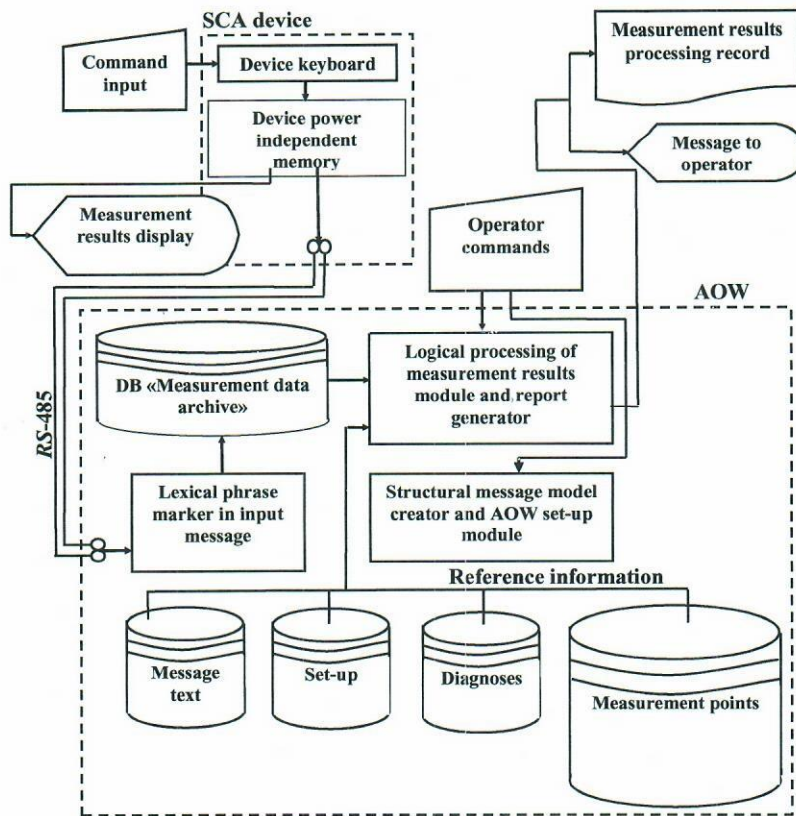 SCA device
Command
input
Device keyboard
Device power
independent
memory
Measurement
results display
Measurement results
processing record
Message to
operator
Operator
commands
AOW
RS-485
DB «Measurement data
archive»
Logical processing of
measurement results
module and report
generator
Lexical phrase
marker in input
message
Structural message model
creator and AOW set-up
module
Reference information
Message
text
Set-up
Diagnoses
Measurement points